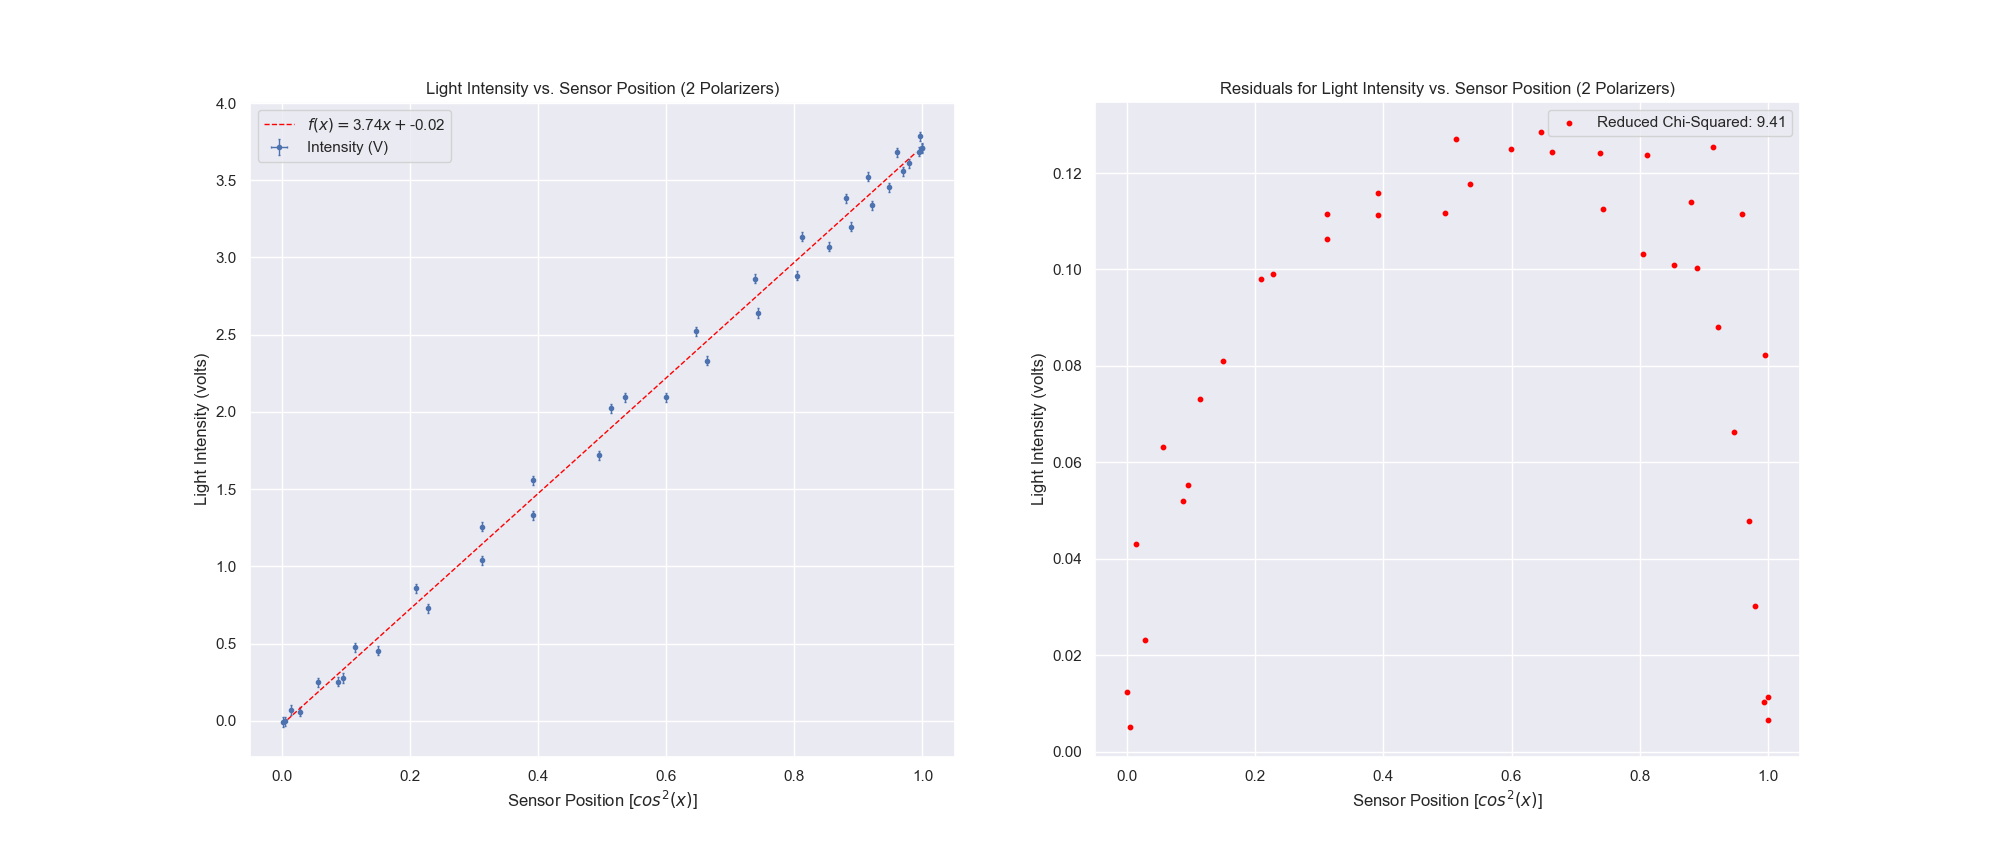 Light Intensity vs. Sensor Position (2 Polarizers)
f(x) = 3.74x + -0.02
Intensity (V)
Light Intensity (volts)
4.0
3.5
3.0
2.5
2.0
1.5
1.0
0.5
0.0
0.0 0.2 0.4 0.6 0.8 1.0
Sensor Position [cos²(x)]
Residuals for Light Intensity vs. Sensor Position (2 Polarizers)
Reduced Chi-Squared: 9.41
Light Intensity (volts)
0.12
0.10
0.08
0.06
0.04
0.02
0.00
0.0 0.2 0.4 0.6 0.8 1.0
Sensor Position [cos²(x)]